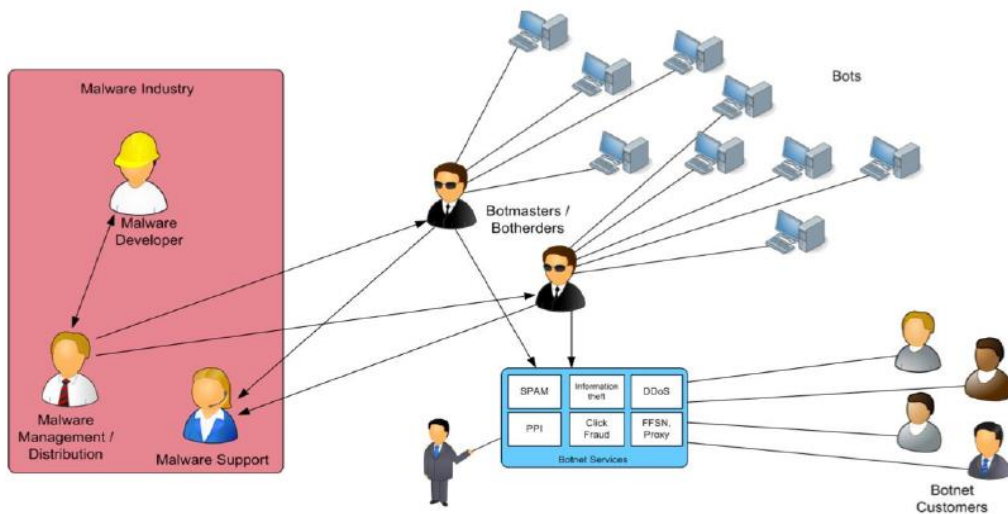 Malware Industry
Malware
Developer
Malware
Management /
Distribution
Malware Support
Botmasters /
Botherders
Bots
SPAM
Information
theft
DDoS
PPI
Click
Fraud
FFSN,
Proxy
Botnet Services
Botnet
Customers